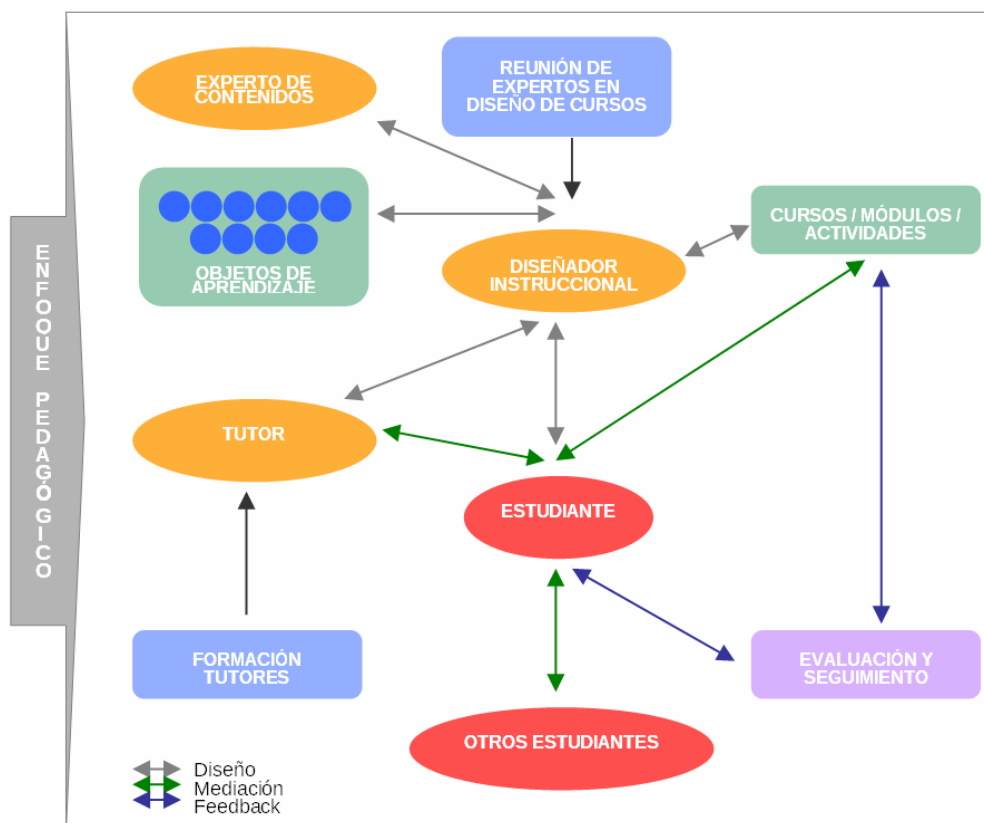 ENFOQUE PEDAGÓGICO
EXPERTO DE
CONTENIDOS
REUNIÓN DE
EXPERTOS EN
DISEÑO DE CURSOS
OBJETOS DE
APRENDIZAJE
CURSOS / MÓDULOS /
ACTIVIDADES
DISEÑADOR
INSTRUCCIONAL
TUTOR
ESTUDIANTE
FORMACIÓN
TUTORES
EVALUACIÓN Y
SEGUIMIENTO
OTROS ESTUDIANTES
Diseño
Mediación
Feedback